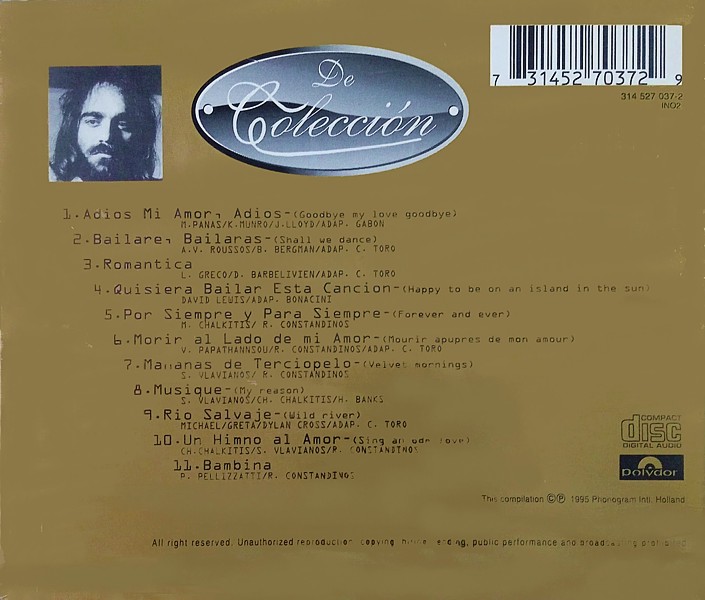 De
Colección
7 31452 70372 9
314 527 037-2
INO2
1.Adios Mi Amor, Adios-(Goodbye my love goodbye)
M.PANAS/K.MUNRO/J.LLOYD/ADAP. GABON
2.Bailare, Bailaras-(Shall we dance)
A.V. ROUSSOS/B. BERGMAN/ADAP. C. TORO
3.Romantica
L. GRECO/D. BARBELIVIEN/ADAP. C. TORO
4.Quisiera Bailar Esta Cancion-(Happy to be on an island in the sun)
DAVID LEWIS/ADAP. BONACINI
5.Por Siempre y Para Siempre-(Forever and ever)
M. CHALKITIS/ R. CONSTANDINOS
6.Morir al Lado de mi Amor-(Mourir apupres de mon amour)
V. PAPATHANNSOU/R. CONSTANDINOS/ADAP. C. TORO
7.Mañanas de Terciopelo-(Velvet mornings)
S. VLAVIANOS/ R. CONSTANDINOS
8.Musique-(My reason)
S. VLAVIANOS/CH. CHALKITIS/H. BANKS
9.Rio Salvaje-(Wild river)
MICHAEL/GRETA/DYLAN CROSS/ADAP. C. TORO
10.Un Himno al Amor-(Sing an ode love)
CH.CHALKITIS/S. VLAVIANOS/R. CONSTANDINOS
11.Bambina
P. PELLIZZATTI/R. CONSTANDINOS
COMPACT
disc
DIGITAL AUDIO
polydor
This compilation ©℗ 1995 Phonogram Intl. Holland
All right reserved. Unauthorized reproduction copying, public performance and broadcasting prohibited